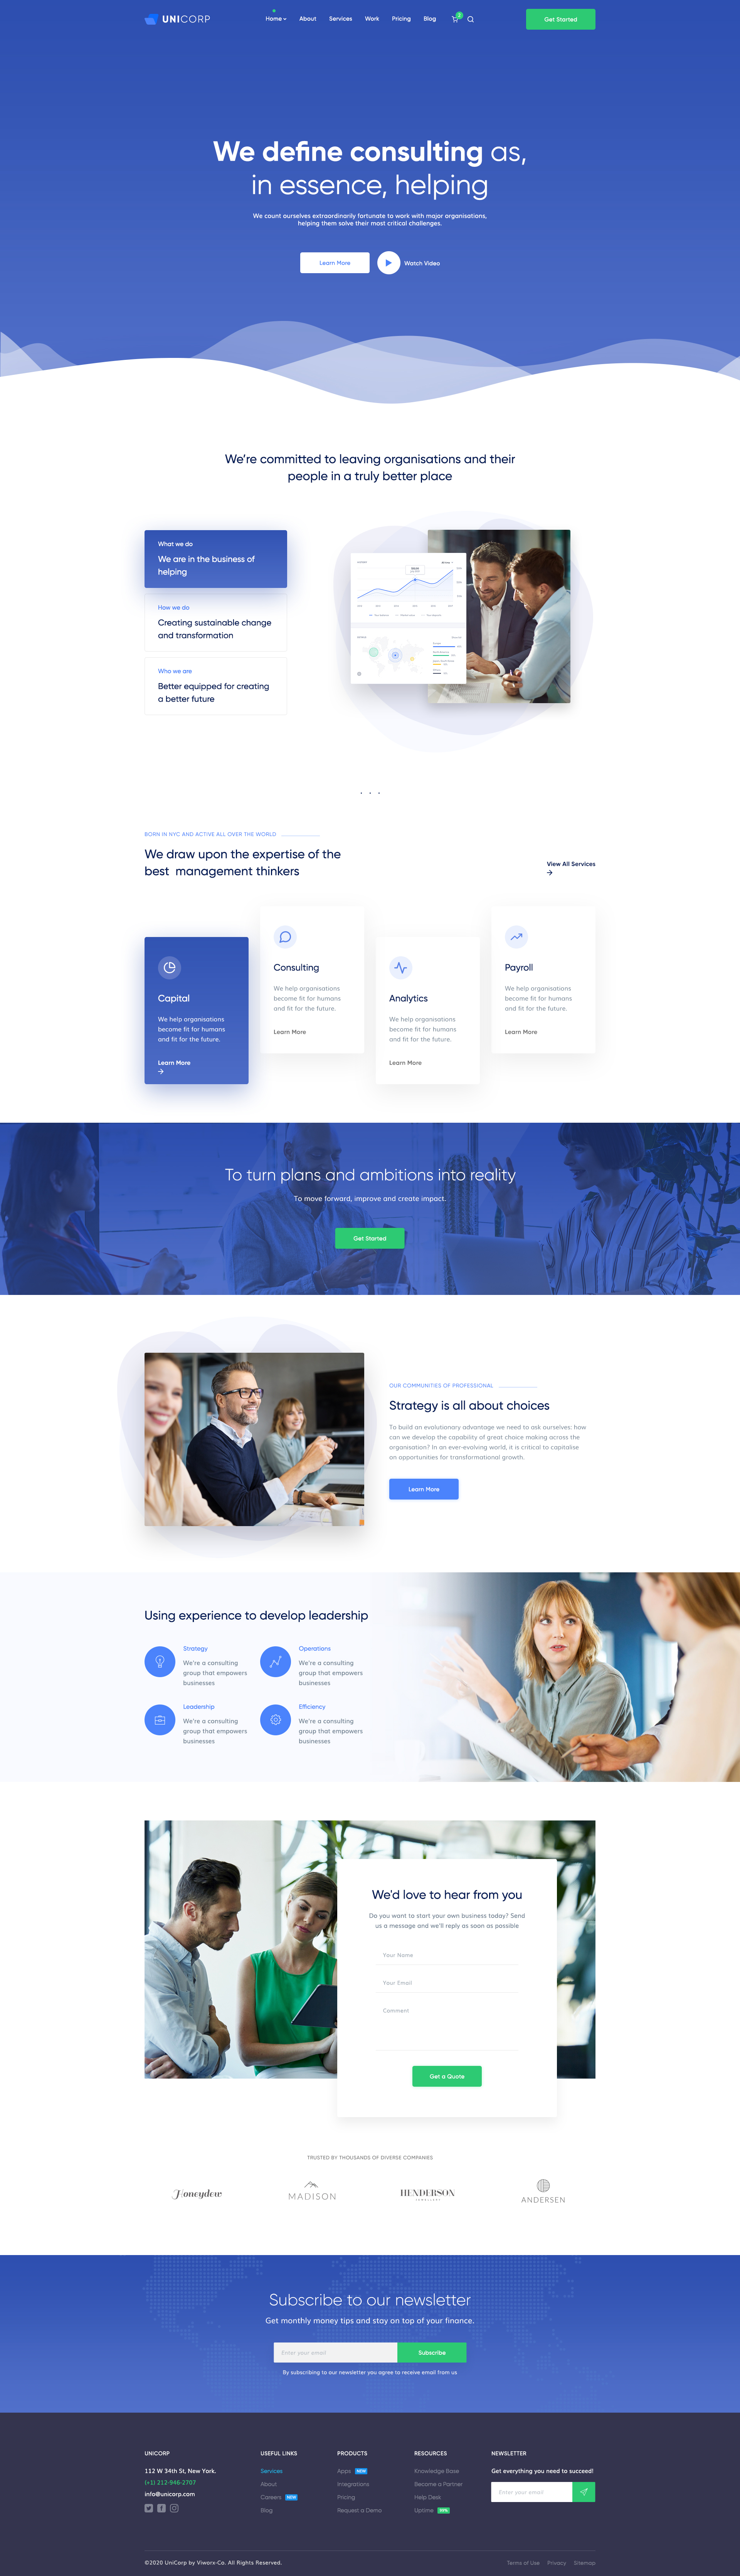 UNICORP
Home
About
Services
Work
Pricing
Blog
2
Get Started
We define consulting as,
in essence, helping
We count ourselves extraordinarily fortunate to work with major organisations,
helping them solve their most critical challenges.
Learn More
Watch Video
We're committed to leaving organisations and their
people in a truly better place
What we do
We are in the business of
helping
How we do
Creating sustainable change
and transformation
Who we are
Better equipped for creating
a better future
BORN IN NYC AND ACTIVE ALL OVER THE WORLD
We draw upon the expertise of the
best management thinkers
View All Services
Capital
We help organisations
become fit for humans
and fit for the future.
Learn More
Consulting
We help organisations
become fit for humans
and fit for the future.
Learn More
Analytics
We help organisations
become fit for humans
and fit for the future.
Learn More
Payroll
We help organisations
become fit for humans
and fit for the future.
Learn More
To turn plans and ambitions into reality
To move forward, improve and create impact.
Get Started
OUR COMMUNITIES OF PROFESSIONAL
Strategy is all about choices
To build an evolutionary advantage we need to ask ourselves: how
can we develop the capability of great choice making across the
organisation? In an ever-evolving world, it is critical to capitalise
on opportunities for transformational growth.
Learn More
Using experience to develop leadership
Strategy
We're a consulting
group that empowers
businesses
Operations
We're a consulting
group that empowers
businesses
Leadership
We're a consulting
group that empowers
businesses
Efficiency
We're a consulting
group that empowers
businesses
We'd love to hear from you
Do you want to start your own business today? Send
us a message and we'll reply as soon as possible
Your Name
Your Email
Comment
Get a Quote
TRUSTED BY THOUSANDS OF DIVERSE COMPANIES
Honeydew
MADISON
HENDERSON
JEWELLERY
ANDERSEN
Subscribe to our newsletter
Get monthly money tips and stay on top of your finance.
Enter your email
Subscribe
By subscribing to our newsletter you agree to receive email from us
UNICORP
112 W 34th St, New York.
(+1) 212-946-2707
info@unicorp.com
USEFUL LINKS
Services
About
Careers NEW
Blog
PRODUCTS
Apps NEW
Integrations
Pricing
Request a Demo
RESOURCES
Knowledge Base
Become a Partner
Help Desk
Uptime 99%
NEWSLETTER
Get everything you need to succeed!
Enter your email
©2020 UniCorp by Viworx-Co. All Rights Reserved.
Terms of Use
Privacy
Sitemap